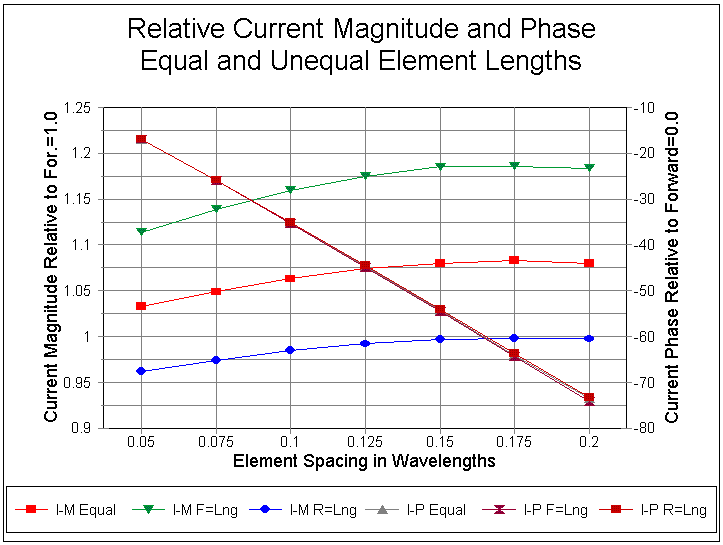 Relative Current Magnitude and Phase
Equal and Unequal Element Lengths
Current Magnitude Relative to For.=1.0
1.25
1.2
1.15
1.1
1.05
1
0.95
0.9
-10
-20
-30
-40
-50
-60
-70
-80
Current Phase Relative to Forward=0.0
0.05 0.075 0.1 0.125 0.15 0.175 0.2
Element Spacing in Wavelengths
I-M Equal I-M F=Lng I-M R=Lng I-P Equal I-P F=Lng I-P R=Lng